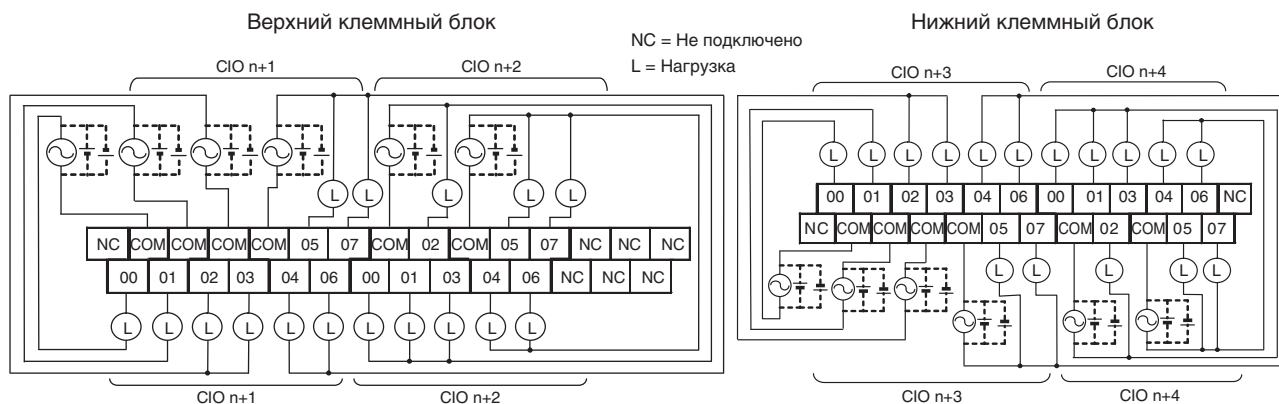 Верхний клеммный блок
Нижний клеммный блок
NC = Не подключено
L = Нагрузка
CIO n+1
CIO n+2
CIO n+3
CIO n+4
L L L L L
L L L L L L L L L L L
NC COM COM COM COM 05 07 COM 02 COM 05 07 NC NC NC
00 01 02 03 04 06 00 01 03 04 06 NC NC NC
00 01 02 03 04 06 00 01 03 04 06 NC
NC COM COM COM COM 05 07 COM 02 COM 05 07
L L L L L L L L L L L
L L L L L
CIO n+1
CIO n+2
CIO n+3
CIO n+4